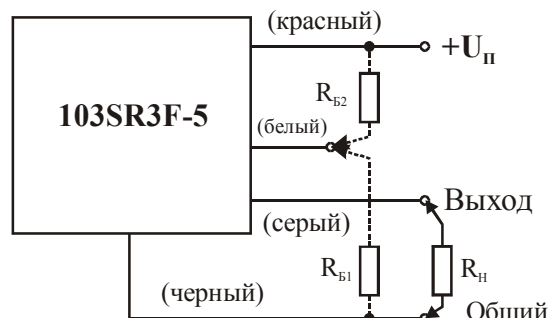 (красный)
+Uп
RБ2
103SR3F-5
(белый)
Выход
(серый)
RБ1
RН
(черный)
Общий